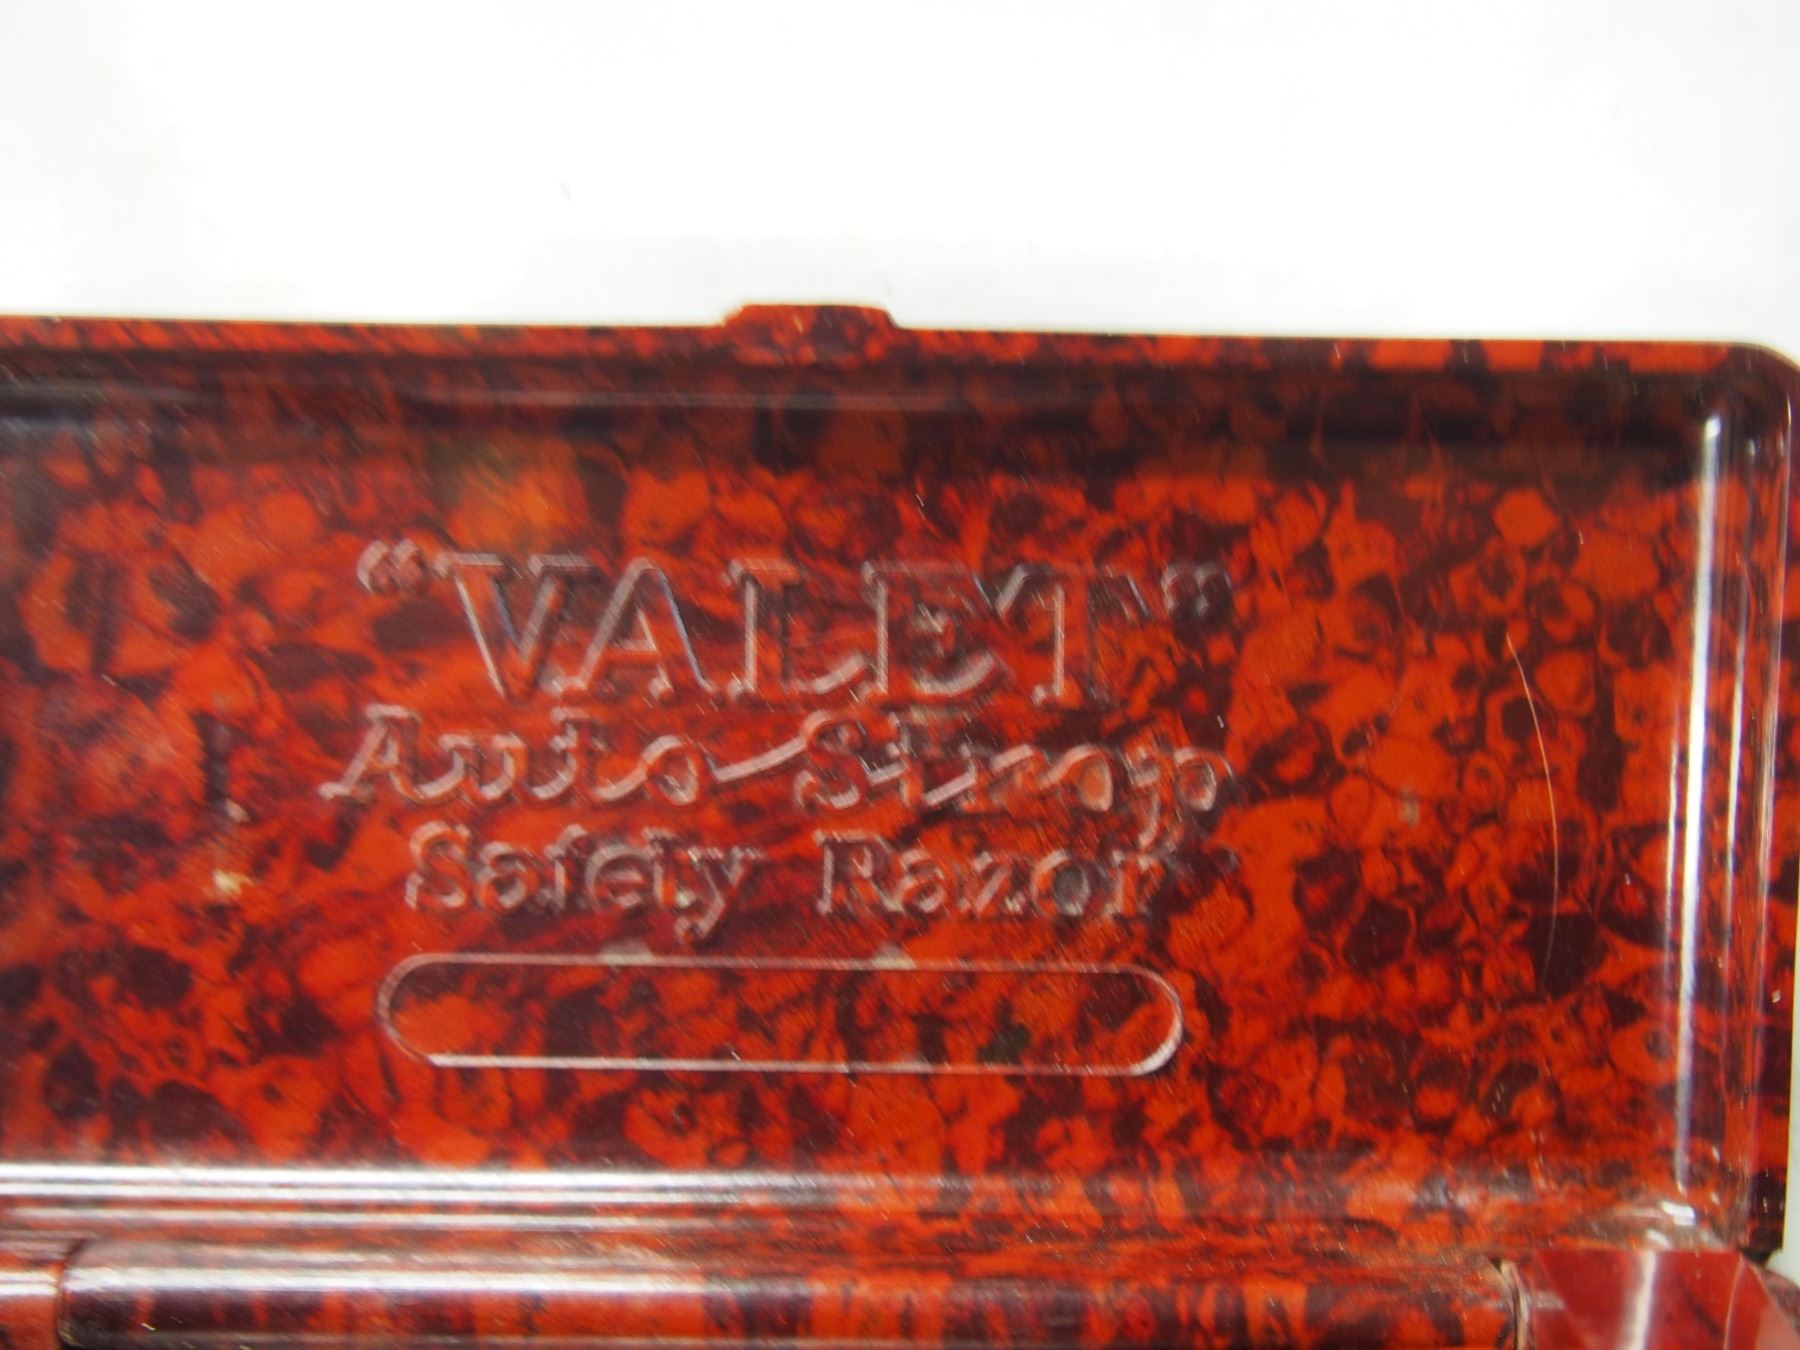 “VALET”
Auto-Strop
Safety Razor